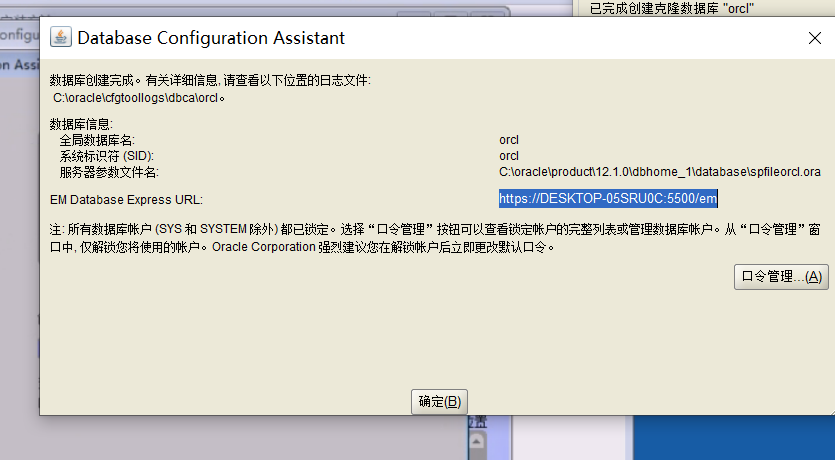 已完成创建克隆数据库 "orcl"
onfigu
Database Configuration Assistant
en Assi
数据库创建完成。有关详细信息, 请查看以下位置的日志文件:
C:\oracle\cfgtoollogs\dbca\orcl。
数据库信息:
全局数据库名: orcl
系统标识符 (SID): orcl
服务器参数文件名: C:\oracle\product\12.1.0\dbhome_1\database\spfileorcl.ora
EM Database Express URL: https://DESKTOP-05SRU0C:5500/em
注: 所有数据库帐户 (SYS 和 SYSTEM 除外) 都已锁定。选择“口令管理”按钮可以查看锁定帐户的完整列表或管理数据库帐户。从“口令管理”窗
口中, 仅解锁您将使用的帐户。Oracle Corporation 强烈建议您在解锁帐户后立即更改默认口令。
口令管理...(A)
确定(B)